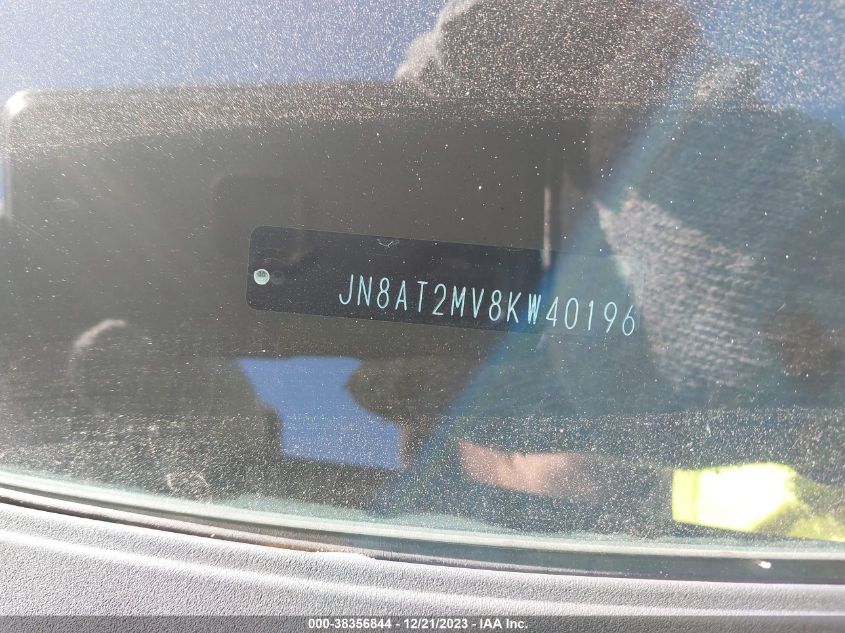 JN8AT2MV8KW40196
000-38356844 - 12/21/2023 - © IAA Inc.